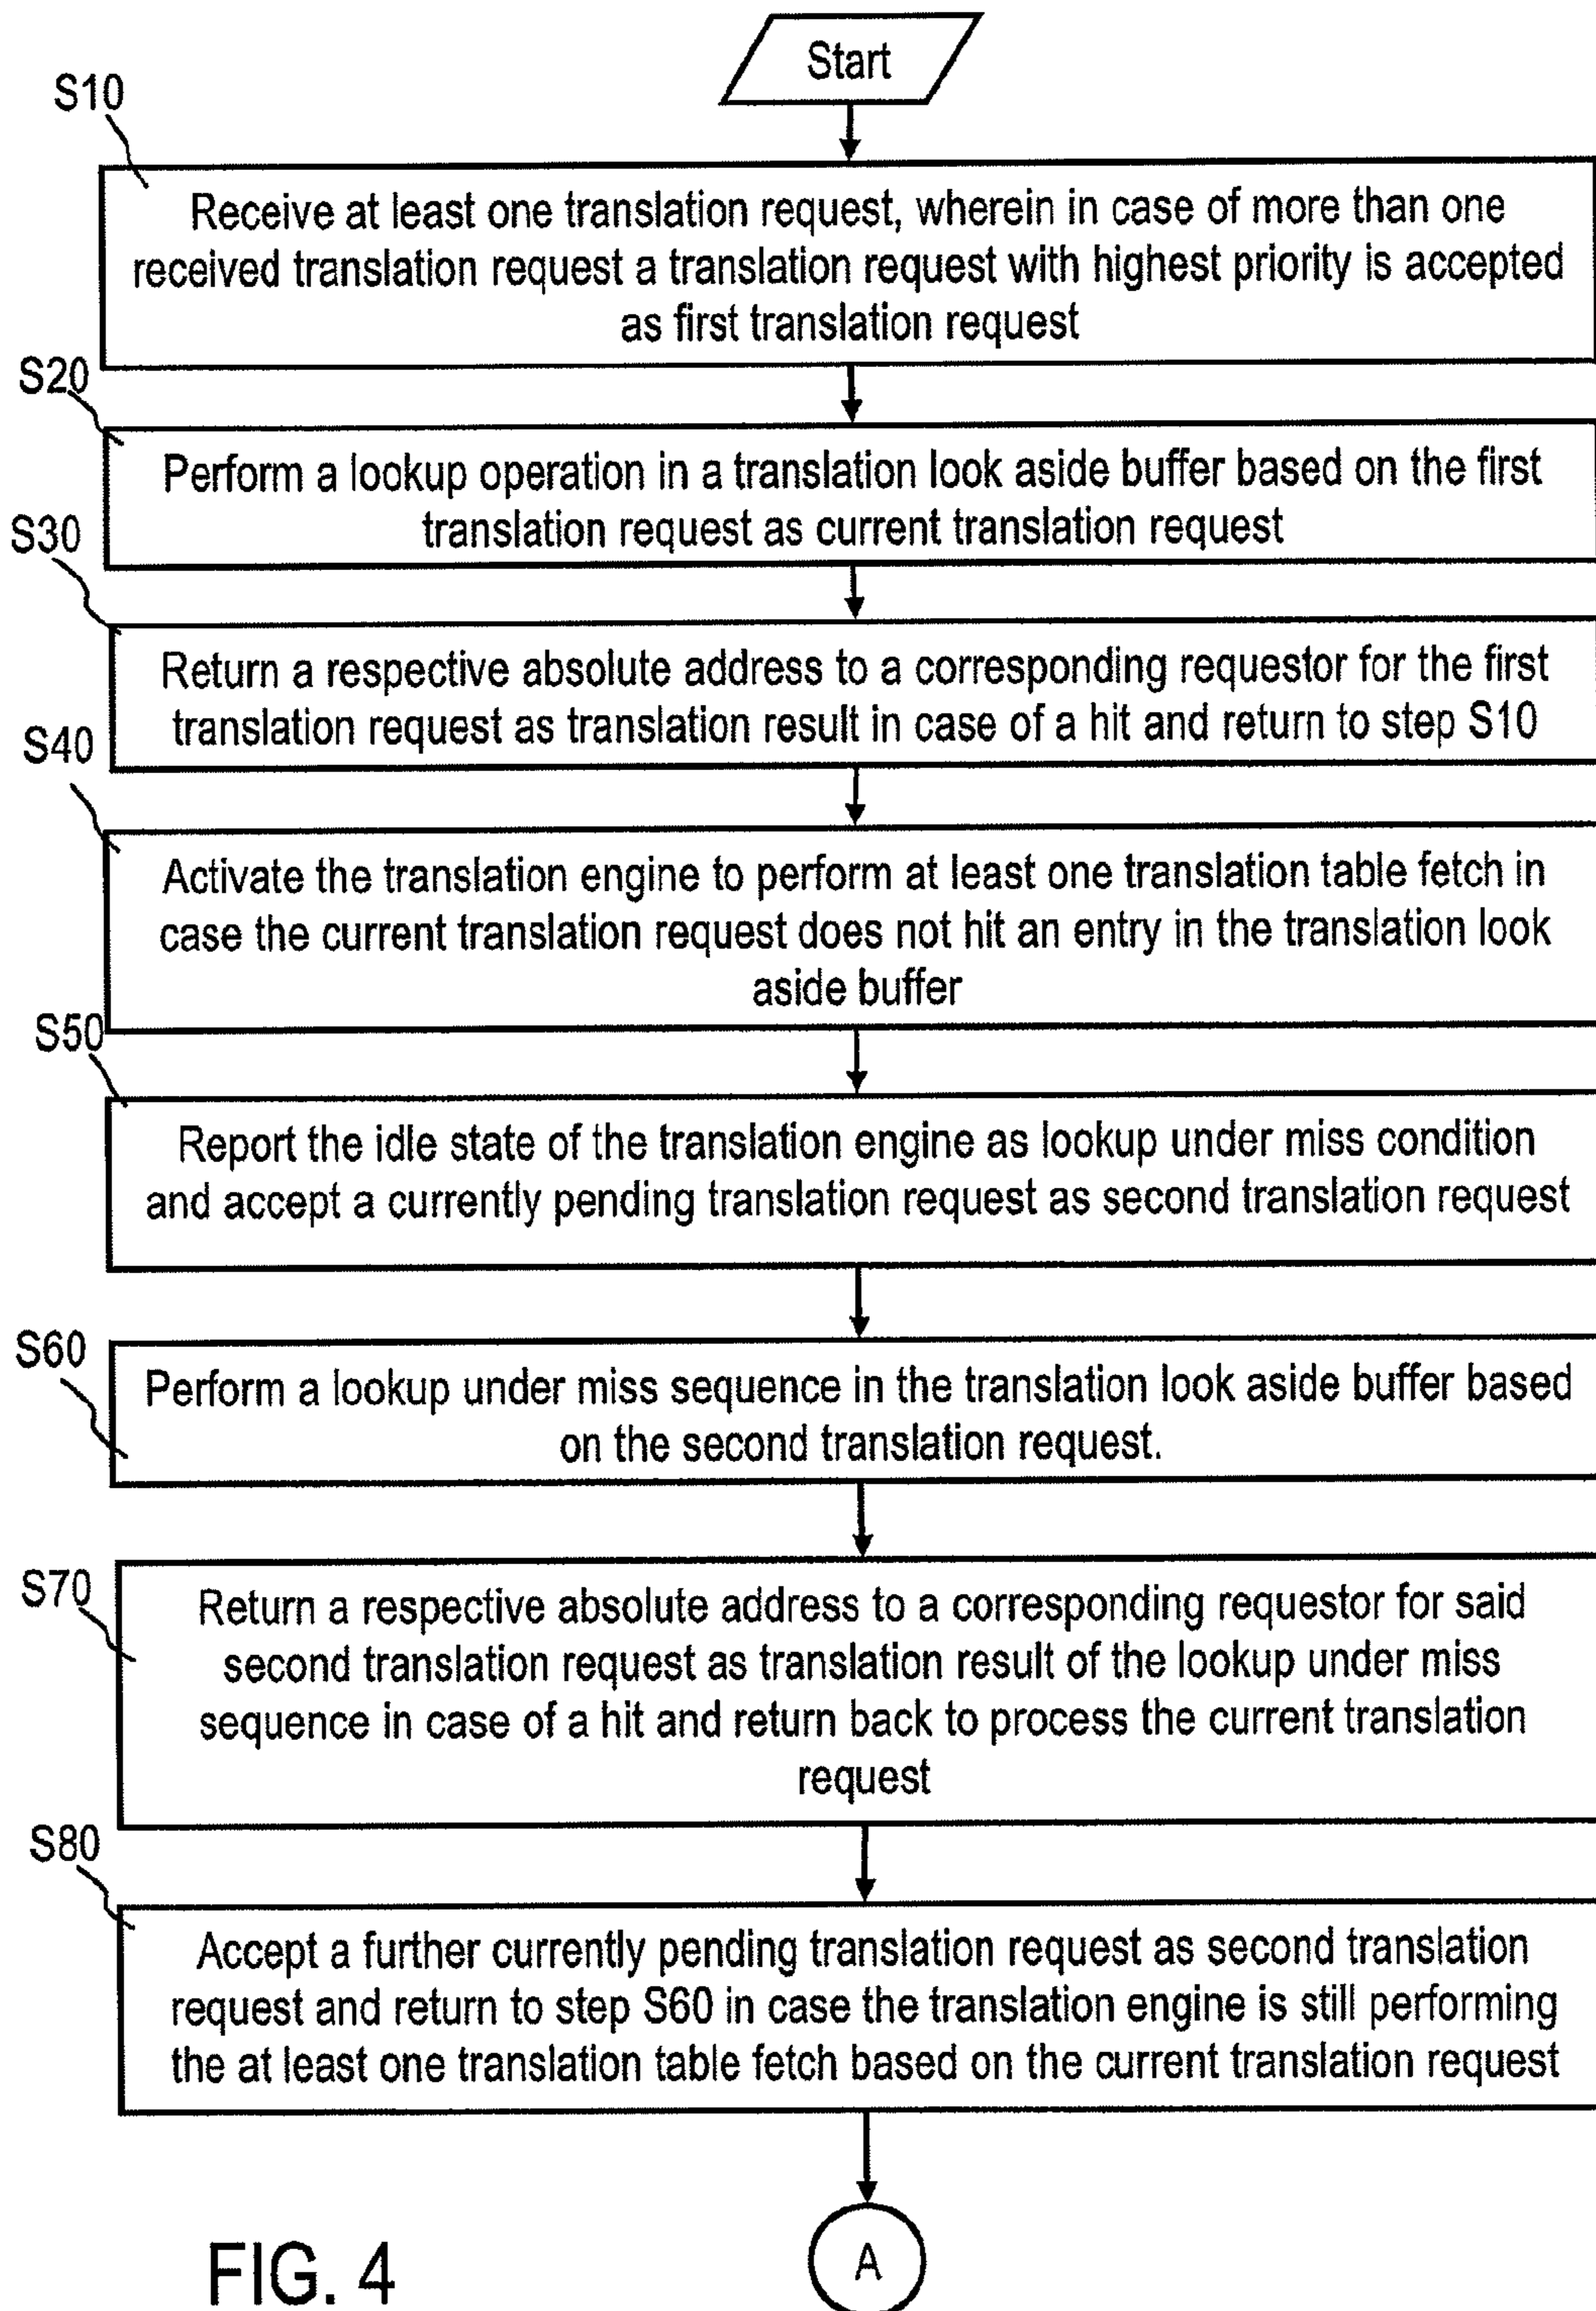 Start
S10
Receive at least one translation request, wherein in case of more than one
received translation request a translation request with highest priority is accepted
as first translation request
S20
Perform a lookup operation in a translation look aside buffer based on the first
translation request as current translation request
S30
Return a respective absolute address to a corresponding requestor for the first
translation request as translation result in case of a hit and return to step S10
S40
Activate the translation engine to perform at least one translation table fetch in
case the current translation request does not hit an entry in the translation look
aside buffer
S50
Report the idle state of the translation engine as lookup under miss condition
and accept a currently pending translation request as second translation request
S60
Perform a lookup under miss sequence in the translation look aside buffer based
on the second translation request.
S70
Return a respective absolute address to a corresponding requestor for said
second translation request as translation result of the lookup under miss
sequence in case of a hit and return back to process the current translation
request
S80
Accept a further currently pending translation request as second translation
request and return to step S60 in case the translation engine is still performing
the at least one translation table fetch based on the current translation request
A
FIG. 4